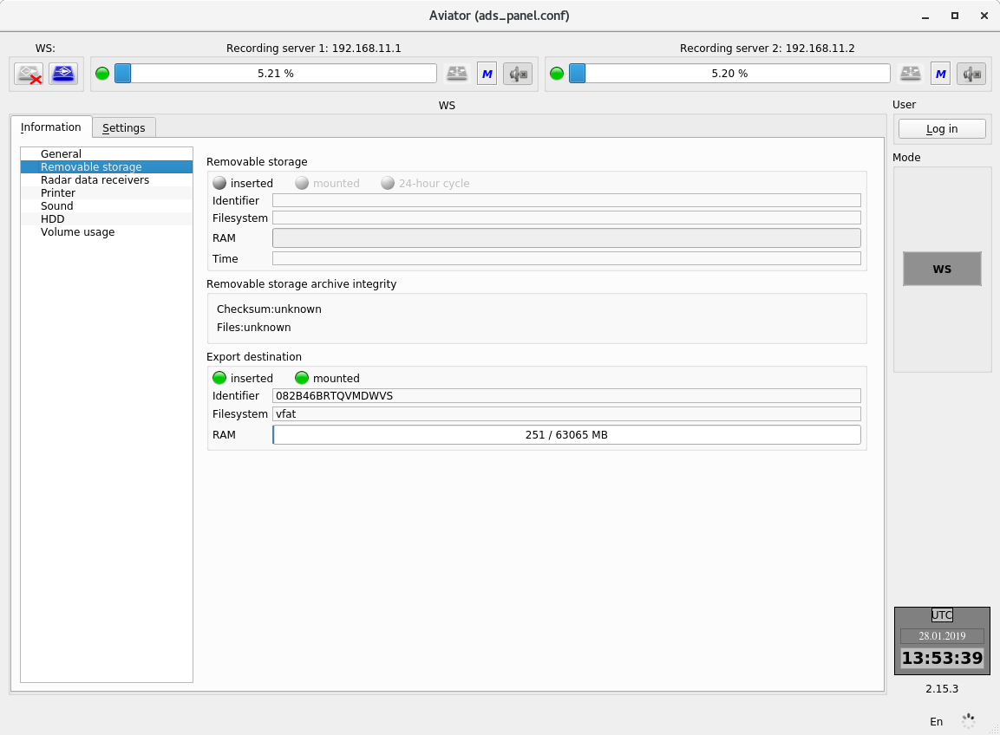 Aviator (ads_panel.conf)
WS:
Recording server 1: 192.168.11.1
Recording server 2: 192.168.11.2
5.21 %
M
5.20 %
M
WS
User
Information
Settings
Log in
Mode
General
Removable storage
Radar data receivers
Printer
Sound
HDD
Volume usage
Removable storage
inserted
mounted
24-hour cycle
Identifier
Filesystem
RAM
Time
Removable storage archive integrity
Checksum:unknown
Files:unknown
Export destination
inserted
mounted
Identifier 082B46BRTQVMDWVS
Filesystem vfat
RAM 251 / 63065 MB
WS
UTC
28.01.2019
13:53:39
2.15.3
En